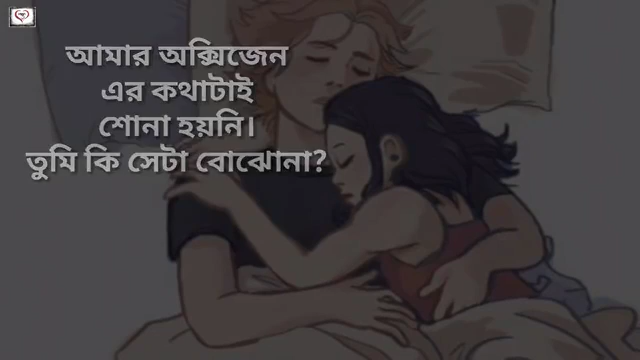 আমার অক্সিজেন
এর কথাটাই
শোনা হয়নি।
তুমি কি সেটা বোঝোনা?